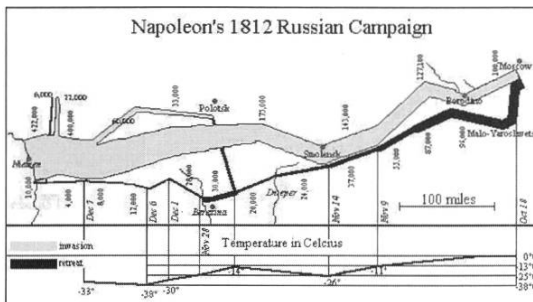 Napoleon's 1812 Russian Campaign
Moscow
6,000
22,000
60,000
33,000
Polotsk
175,000
145,000
127,100
100,000
Borodino
422,000
400,000
Niemen
Smolensk
Malo-Yaroslavets
10,000
4,000
8,000
12,000
28,000
30,000
Berezina
20,000
Dnieper
24,000
37,000
55,000
87,000
96,000
100 miles
Dec 7
Dec 6
Dec 1
Nov 28
Nov 14
Nov 9
Oct 18
invasion
Temperature in Celcius
retreat
0°
-13°
-25°
-38°
-33°
-38°
-30°
-26°
-11°